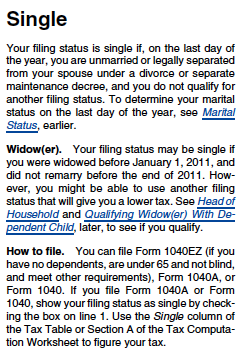 Single
Your filing status is single if, on the last day of
the year, you are unmarried or legally separated
from your spouse under a divorce or separate
maintenance decree, and you do not qualify for
another filing status. To determine your marital
status on the last day of the year, see Marital
Status, earlier.
Widow(er). Your filing status may be single if
you were widowed before January 1, 2011, and
did not remarry before the end of 2011. How-
ever, you might be able to use another filing
status that will give you a lower tax. See Head of
Household and Qualifying Widow(er) With De-
pendent Child, later, to see if you qualify.
How to file. You can file Form 1040EZ (if you
have no dependents, are under 65 and not blind,
and meet other requirements), Form 1040A, or
Form 1040. If you file Form 1040A or Form
1040, show your filing status as single by check-
ing the box on line 1. Use the Single column of
the Tax Table or Section A of the Tax Computa-
tion Worksheet to figure your tax.